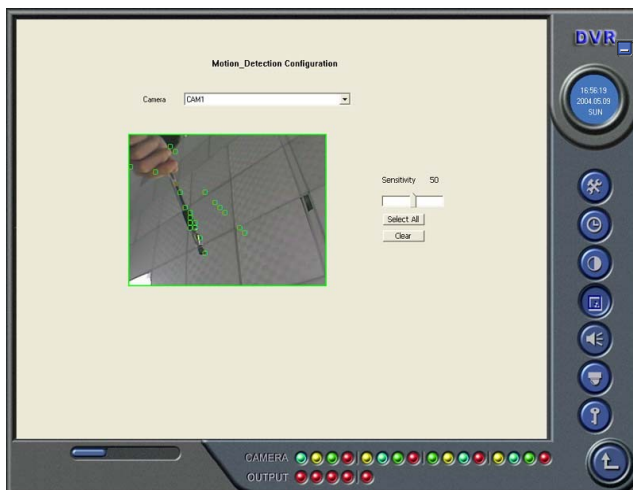 DVR
Motion_Detection Configuration
16:56:19
2004.05.09
SUN
Camera
CAM1
Sensitivity 50
Select All
Clear
CAMERA
OUTPUT